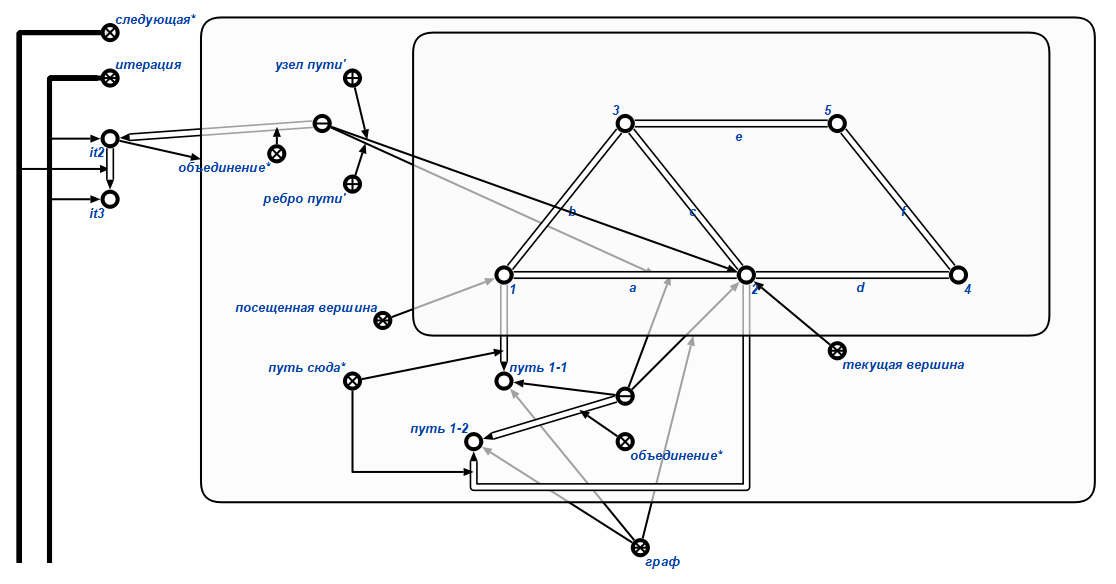 следующая*
итерация
узел пути'
3
5
e
it2
объединение*
ребро пути'
it3
b
c
f
1
a
2
d
4
посещенная вершина
путь сюда*
путь 1-1
текущая вершина
путь 1-2
объединение*
граф